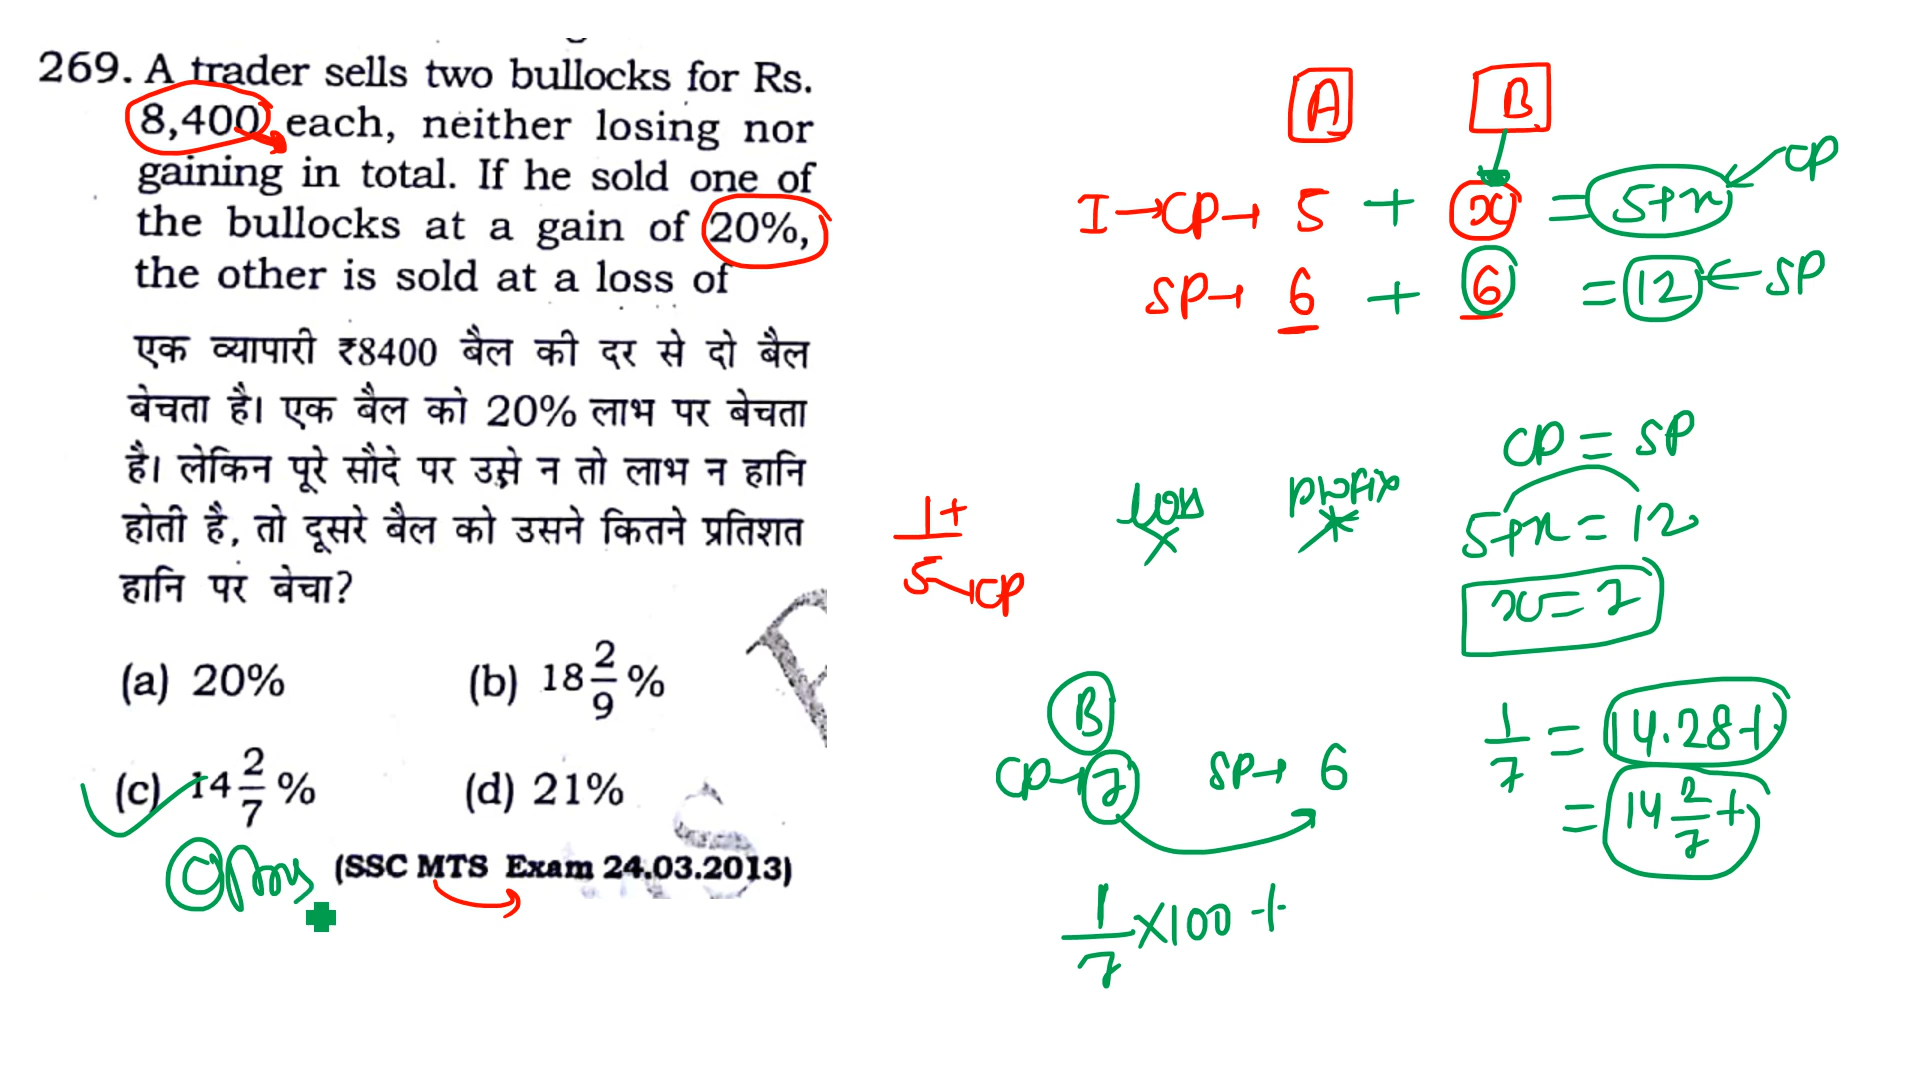 269. A trader sells two bullocks for Rs.
8,400 each, neither losing nor
gaining in total. If he sold one of
the bullocks at a gain of 20%,
the other is sold at a loss of
एक व्यापारी ₹8400 बैल की दर से दो बैल
बेचता है। एक बैल को 20% लाभ पर बेचता
है। लेकिन पूरे सौदे पर उसे न तो लाभ न हानि
होती है, तो दूसरे बैल को उसने कितने प्रतिशत
हानि पर बेचा?
(a) 20% (b) 18 2/9 %
(c) 14 2/7 % (d) 21%
(SSC MTS Exam 24.03.2013)
A B
I → CP → 5 + x = 5+x CP
SP → 6 + 6 = 12 ← SP
CP = SP
1+
5 → CP
loss profit
5+x = 12
x = 7
B
CP → 7 SP → 6
1/7 = 14.28+
= 14 2/7 +
1/7 × 100 +